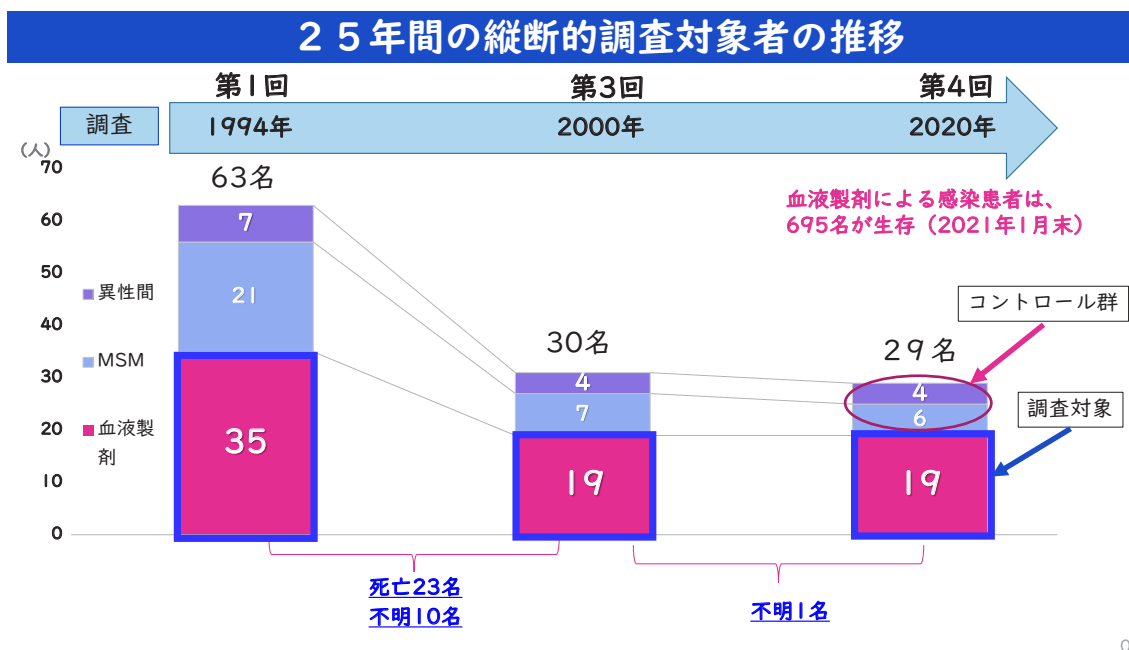 ２５年間の縦断的調査対象者の推移
第1回
第3回
第4回
調査
1994年
2000年
2020年
(人)
70
60
50
40
30
20
10
0
63名
7
21
35
血液製剤による感染患者は、
695名が生存（2021年1月末）
異性間
MSM
血液製
剤
30名
4
7
19
29名
4
6
19
コントロール群
調査対象
死亡23名
不明10名
不明1名